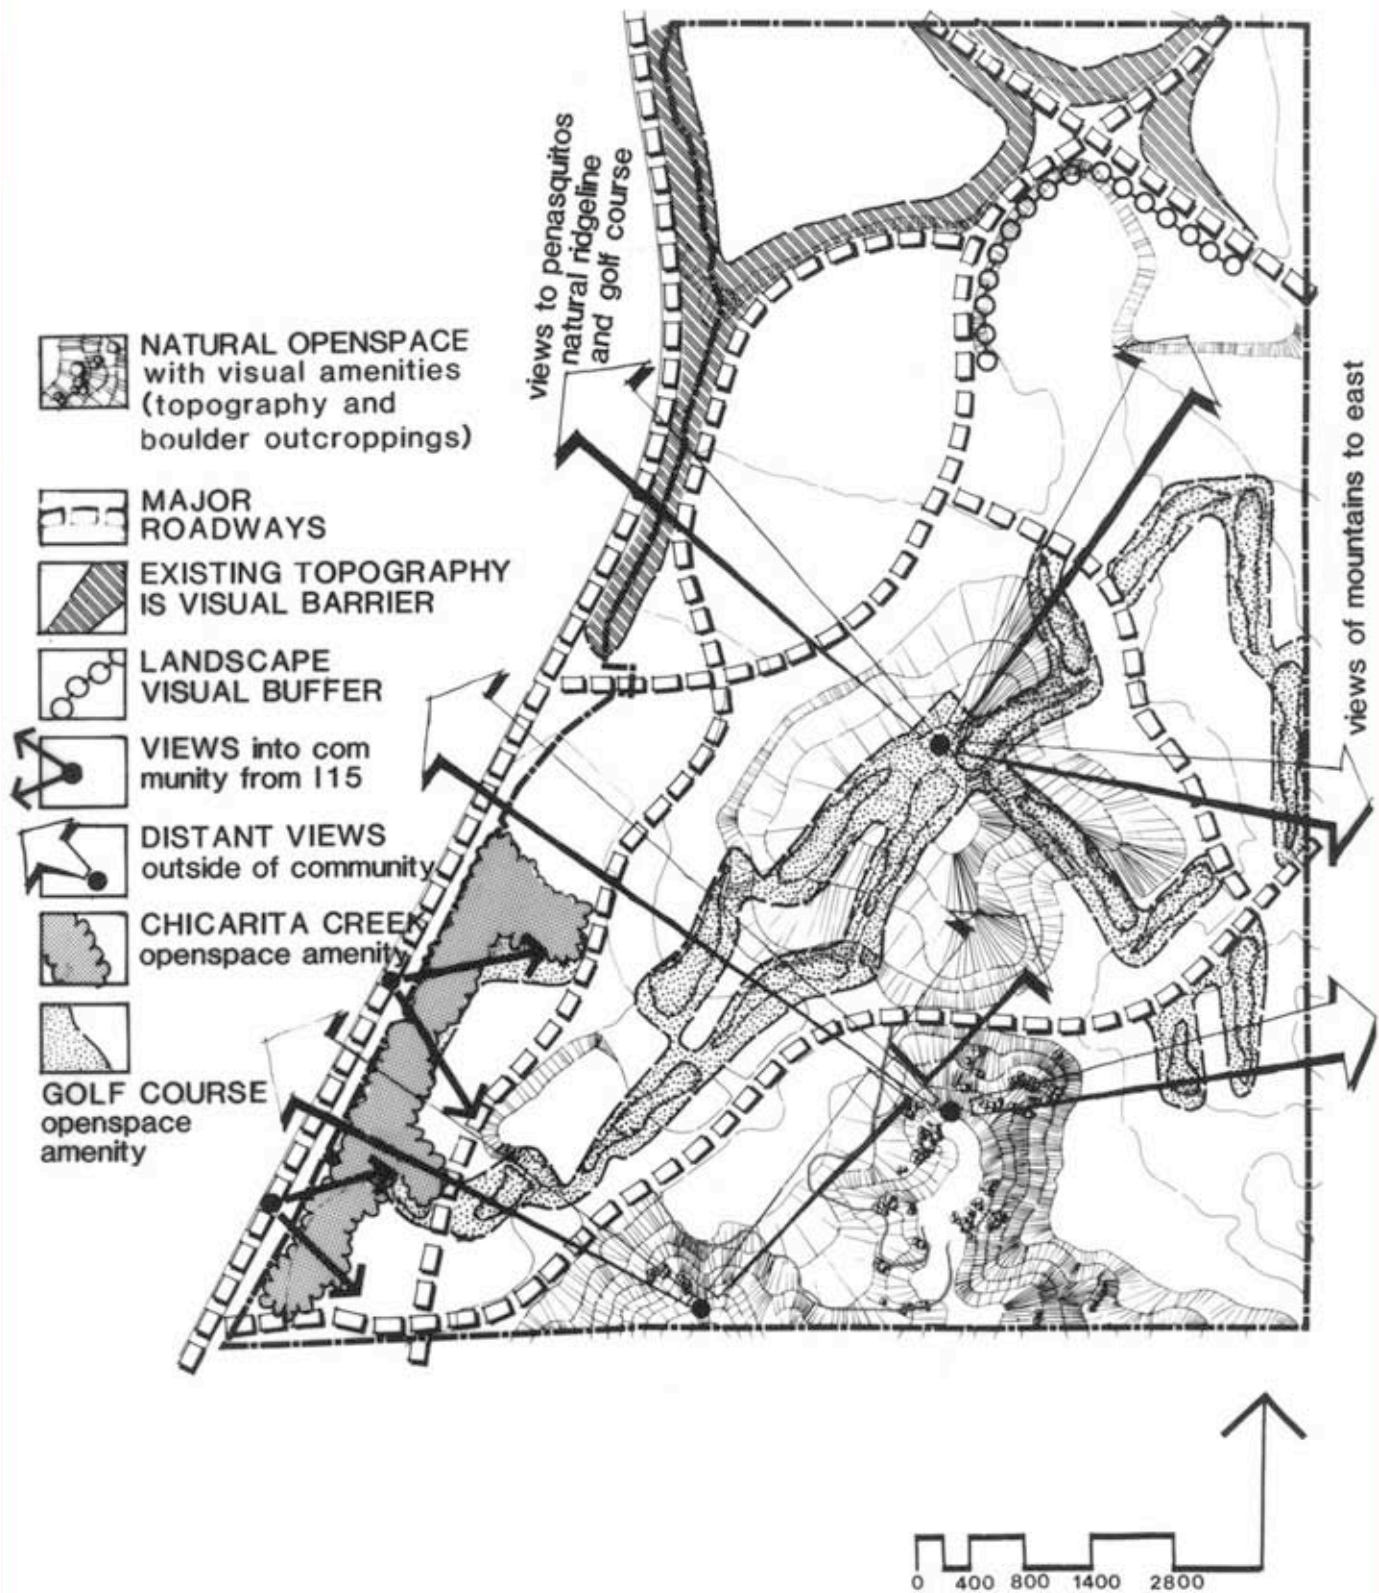 views to penasquitos
natural ridgeline
and golf course
NATURAL OPENSPACE
with visual amenities
(topography and
boulder outcroppings)
MAJOR
ROADWAYS
EXISTING TOPOGRAPHY
IS VISUAL BARRIER
LANDSCAPE
VISUAL BUFFER
VIEWS into com
munity from I15
DISTANT VIEWS
outside of community
CHICARITA CREEK
openspace amenity
GOLF COURSE
openspace
amenity
views of mountains to east
0 400 800 1400 2800